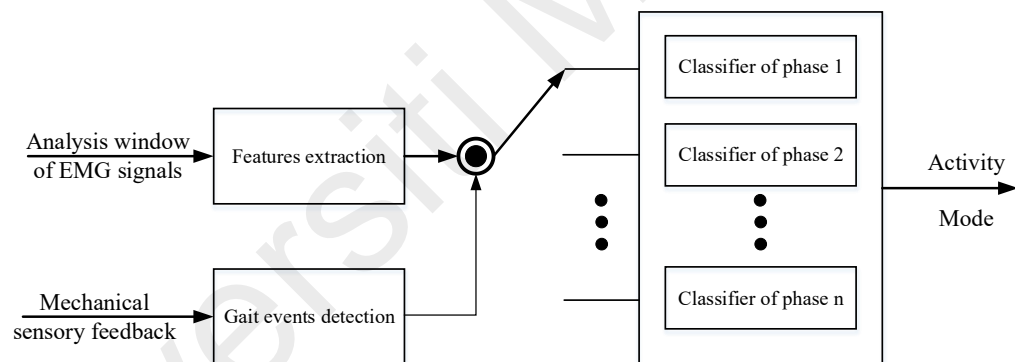 Analysis window
of EMG signals
Features extraction
Mechanical
sensory feedback
Gait events detection
Classifier of phase 1
Classifier of phase 2
Classifier of phase n
Activity
Mode
ersiti M